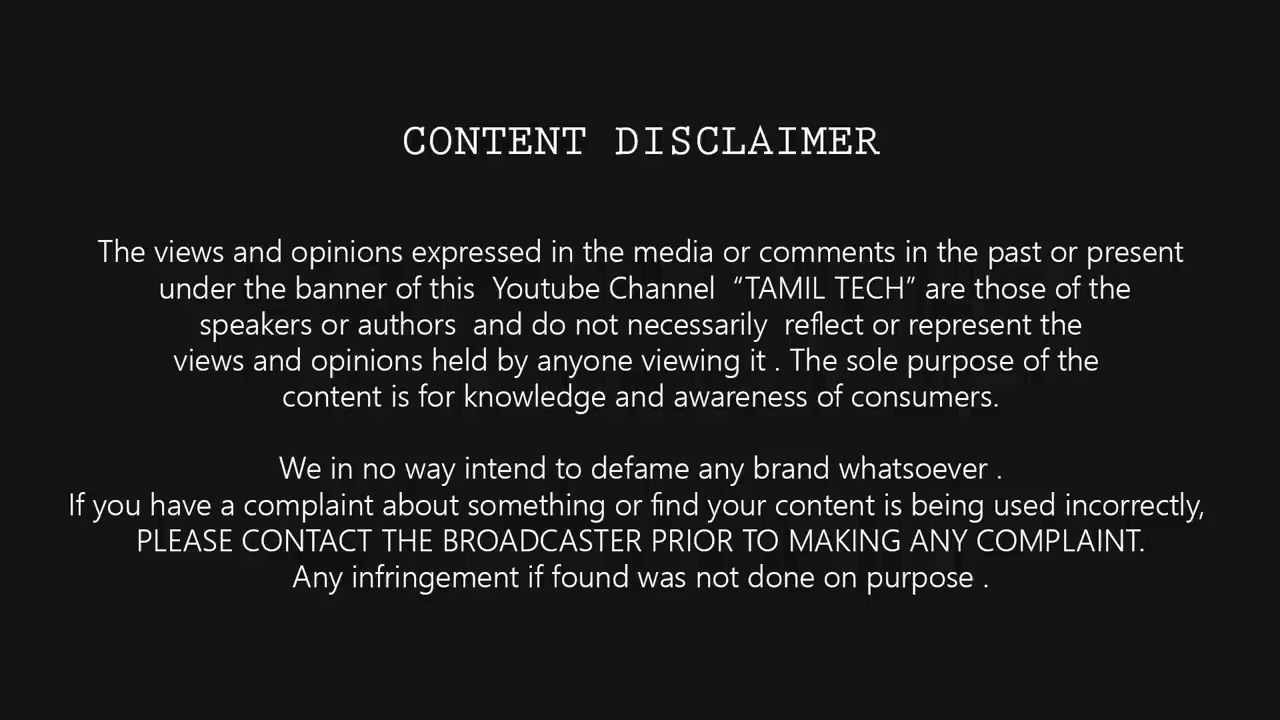 CONTENT DISCLAIMER
The views and opinions expressed in the media or comments in the past or present
under the banner of this  Youtube Channel  “TAMIL TECH” are those of the
speakers or authors  and do not necessarily  reflect or represent the
views and opinions held by anyone viewing it . The sole purpose of the
content is for knowledge and awareness of consumers.
We in no way intend to defame any brand whatsoever .
If you have a complaint about something or find your content is being used incorrectly,
PLEASE CONTACT THE BROADCASTER PRIOR TO MAKING ANY COMPLAINT.
Any infringement if found was not done on purpose .